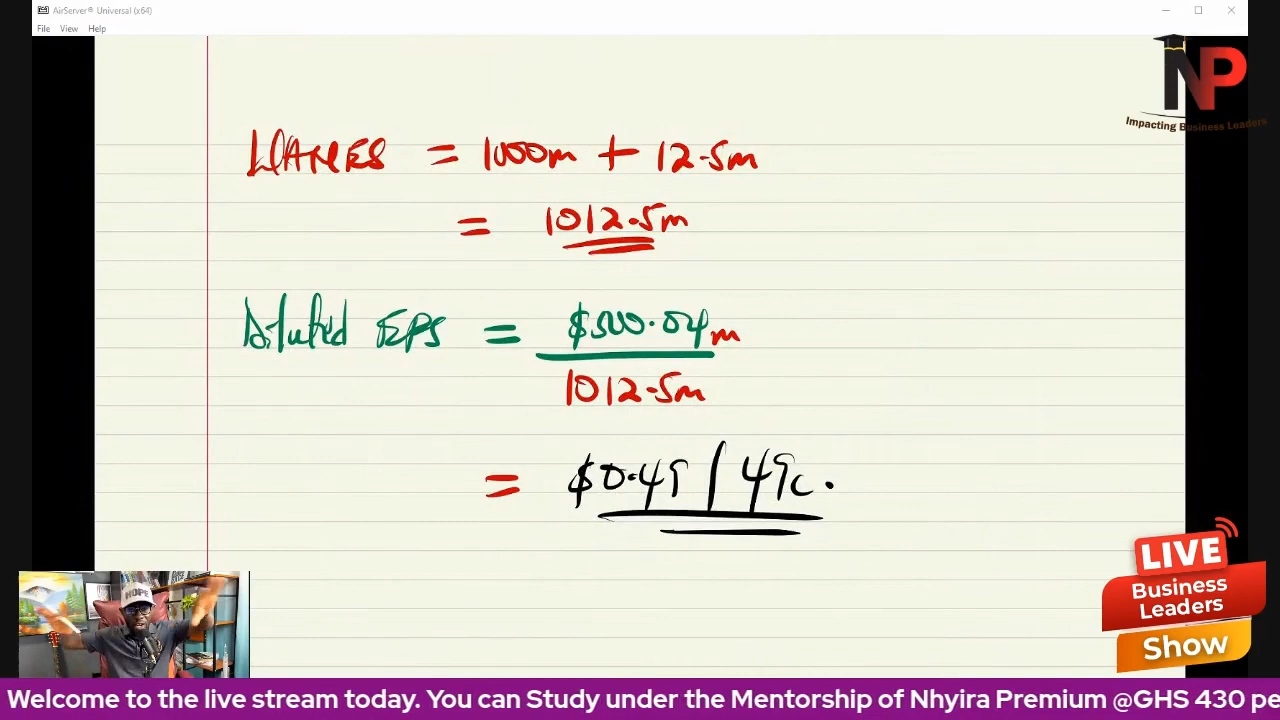 AirServer® Universal (x64)
File View Help
NP
Impacting Business Leaders
= 1000m + 12.5m
= 1012.5m
Diluted EPS = $500.04m
1012.5m
= $0.49 / 49c.
HOPE
LIVE
Business
Leaders
Show
Welcome to the live stream today. You can Study under the Mentorship of Nhyira Premium @GHS 430 pe